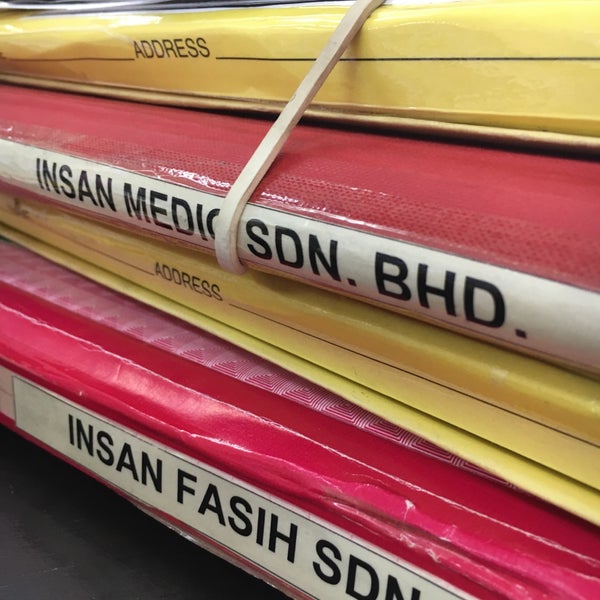 ADDRESS
INSAN MEDIC SDN. BHD.
ADDRESS
INSAN FASIH SDN